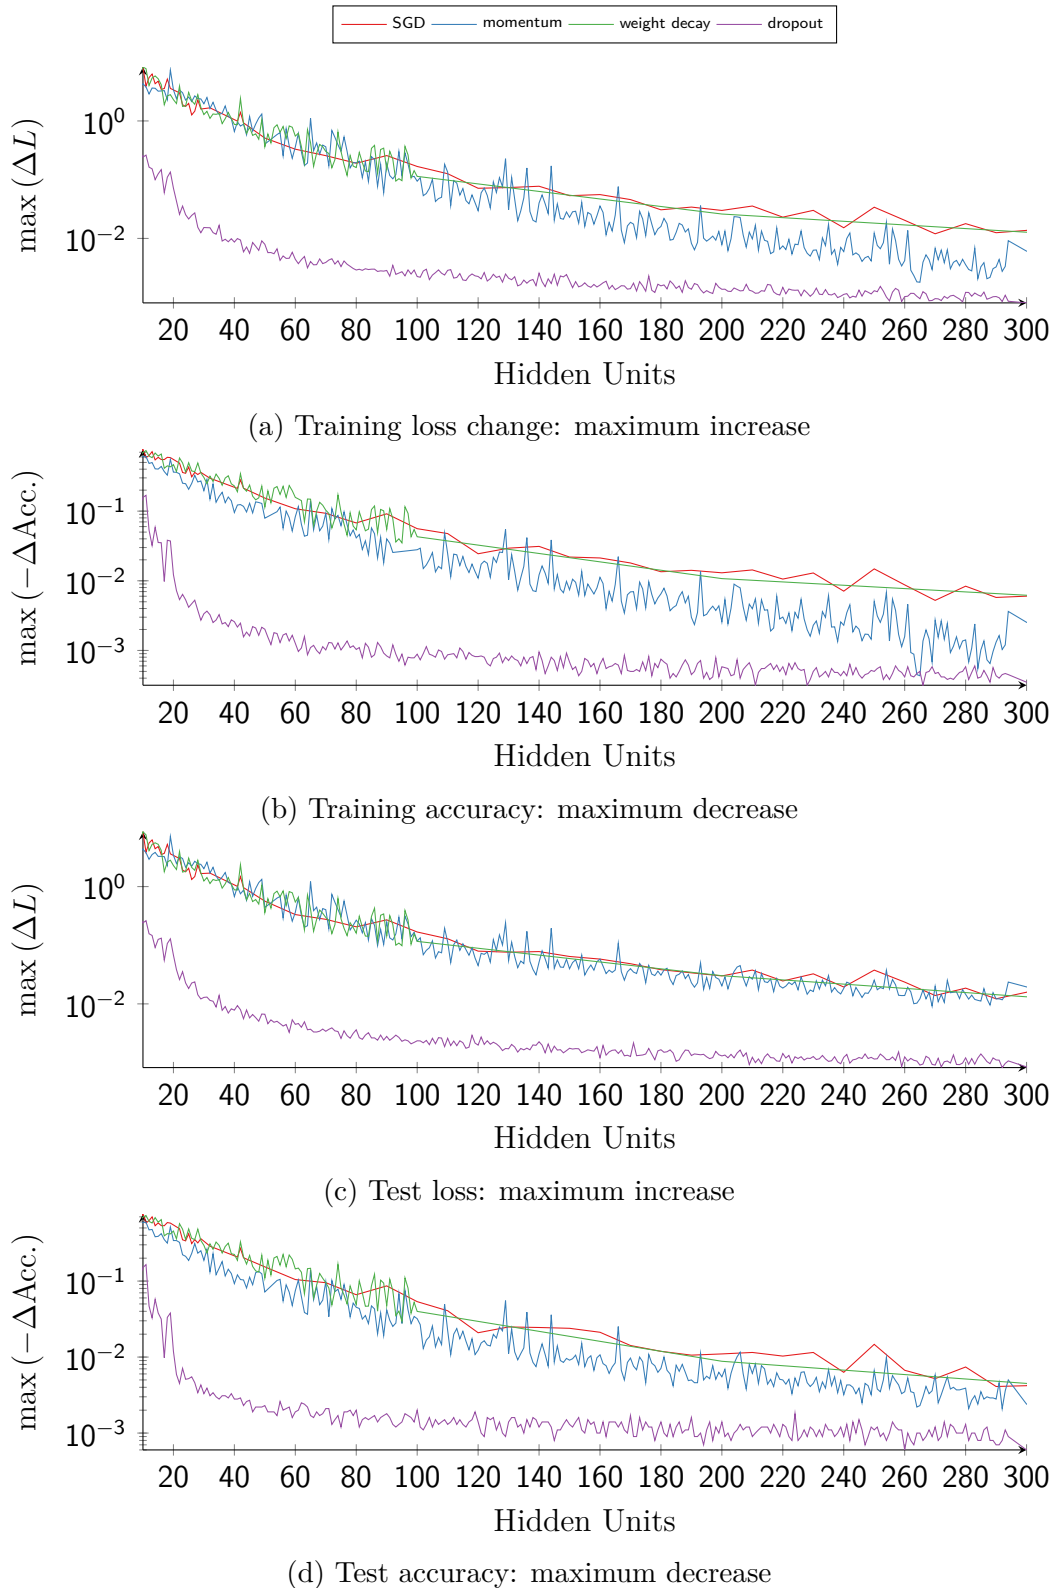 SGD momentum weight decay dropout
max (ΔL)
10⁰
10⁻²
20 40 60 80 100 120 140 160 180 200 220 240 260 280 300
Hidden Units
(a) Training loss change: maximum increase
max (−ΔAcc.)
10⁻¹
10⁻²
10⁻³
20 40 60 80 100 120 140 160 180 200 220 240 260 280 300
Hidden Units
(b) Training accuracy: maximum decrease
max (ΔL)
10⁰
10⁻²
20 40 60 80 100 120 140 160 180 200 220 240 260 280 300
Hidden Units
(c) Test loss: maximum increase
max (−ΔAcc.)
10⁻¹
10⁻²
10⁻³
20 40 60 80 100 120 140 160 180 200 220 240 260 280 300
Hidden Units
(d) Test accuracy: maximum decrease